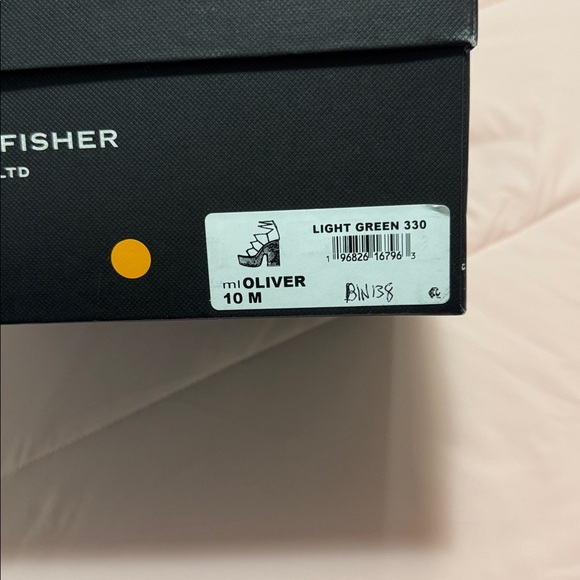 FISHER
LTD
LIGHT GREEN 330
1 96826 16796 3
mlOLIVER
10 M
BIN138